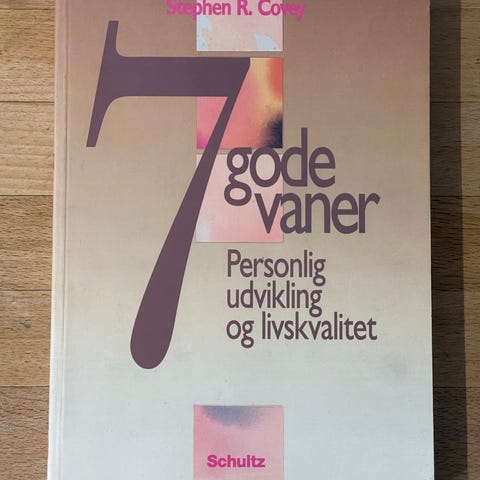 Stephen R. Covey
7
gode
vaner
Personlig
udvikling
og livskvalitet
Schultz